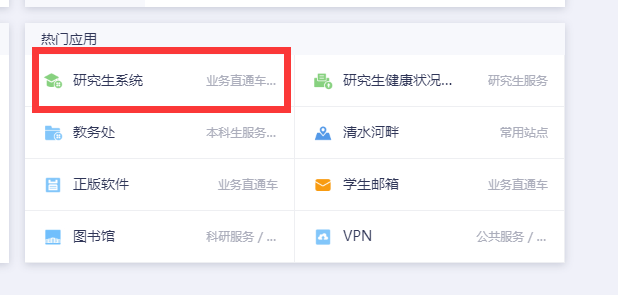 热门应用
研究生系统 业务直通车...
研究生健康状况... 研究生服务
教务处 本科生服务...
清水河畔 常用站点
正版软件 业务直通车
学生邮箱 业务直通车
图书馆 科研服务 / ...
VPN 公共服务 / ...